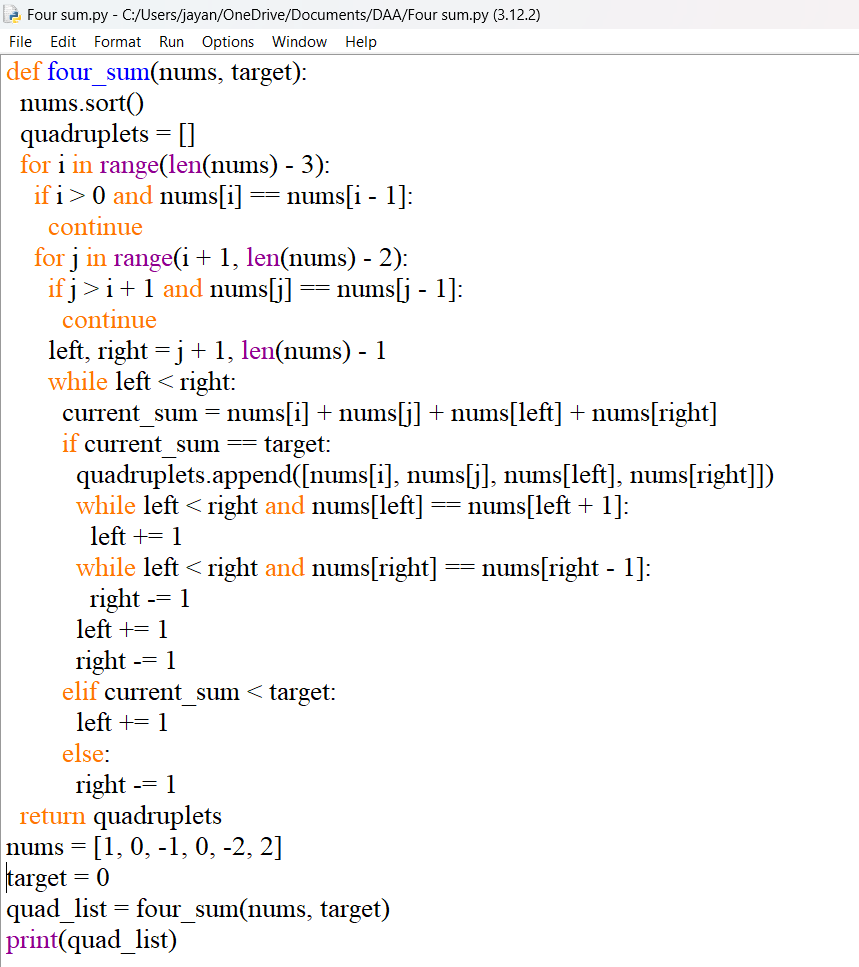 Four sum.py - C:/Users/jayan/OneDrive/Documents/DAA/Four sum.py (3.12.2)
File Edit Format Run Options Window Help
def four_sum(nums, target):
  nums.sort()
  quadruplets = []
  for i in range(len(nums) - 3):
    if i > 0 and nums[i] == nums[i - 1]:
      continue
    for j in range(i + 1, len(nums) - 2):
      if j > i + 1 and nums[j] == nums[j - 1]:
        continue
      left, right = j + 1, len(nums) - 1
      while left < right:
        current_sum = nums[i] + nums[j] + nums[left] + nums[right]
        if current_sum == target:
          quadruplets.append([nums[i], nums[j], nums[left], nums[right]])
          while left < right and nums[left] == nums[left + 1]:
            left += 1
          while left < right and nums[right] == nums[right - 1]:
            right -= 1
          left += 1
          right -= 1
        elif current_sum < target:
          left += 1
        else:
          right -= 1
  return quadruplets
nums = [1, 0, -1, 0, -2, 2]
target = 0
quad_list = four_sum(nums, target)
print(quad_list)